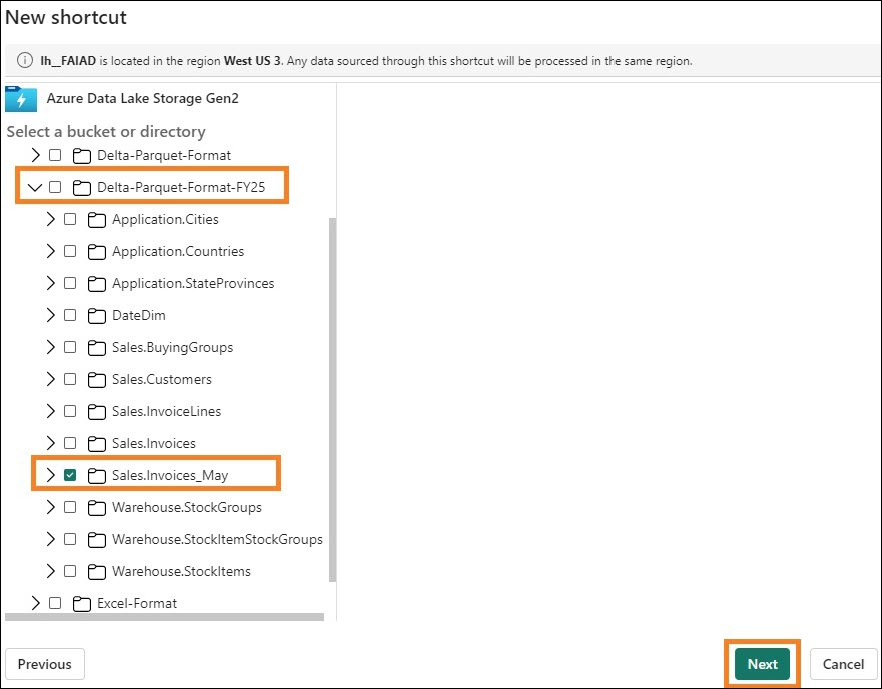 New shortcut
lh__FAIAD is located in the region West US 3. Any data sourced through this shortcut will be processed in the same region.
Azure Data Lake Storage Gen2
Select a bucket or directory
Delta-Parquet-Format
Delta-Parquet-Format-FY25
Application.Cities
Application.Countries
Application.StateProvinces
DateDim
Sales.BuyingGroups
Sales.Customers
Sales.InvoiceLines
Sales.Invoices
Sales.Invoices_May
Warehouse.StockGroups
Warehouse.StockItemStockGroups
Warehouse.StockItems
Excel-Format
Previous
Next
Cancel